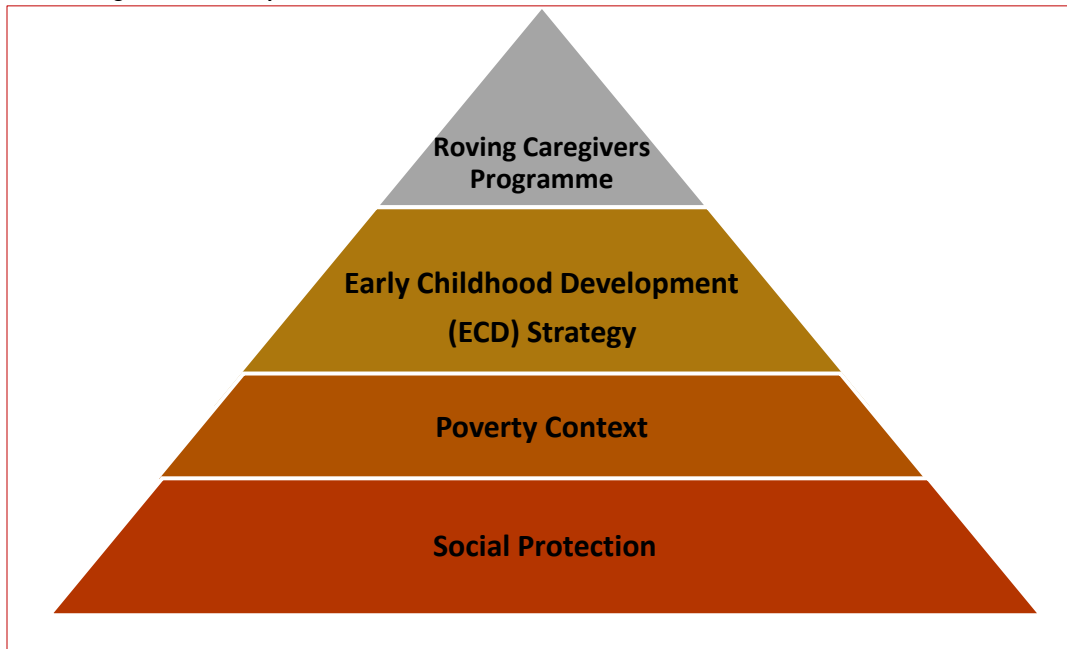 Roving Caregivers
Programme
Early Childhood Development
(ECD) Strategy
Poverty Context
Social Protection